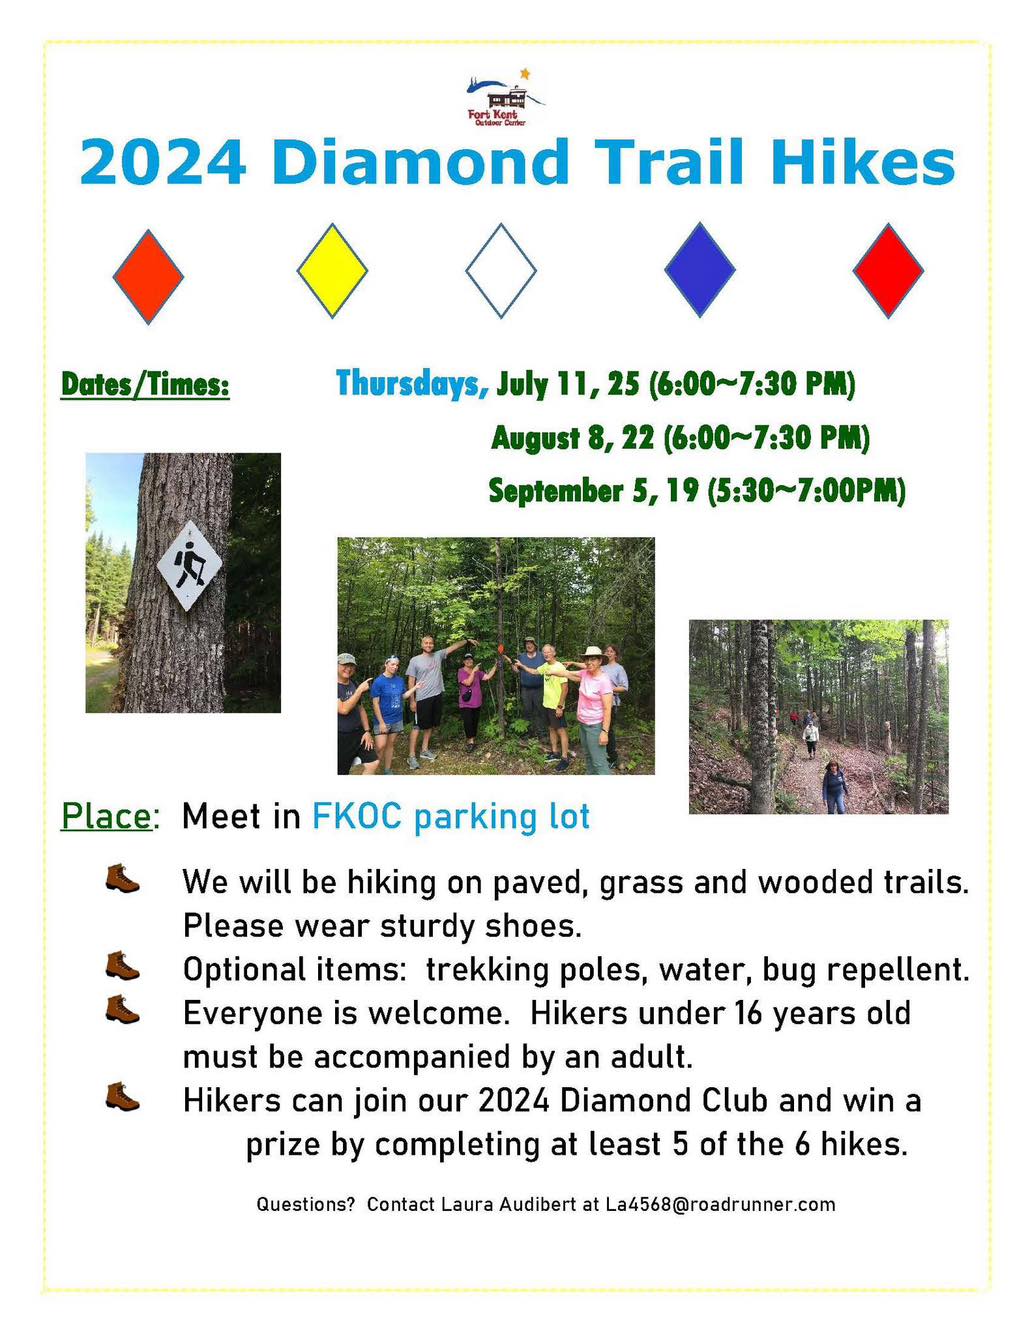 Fort Kent
Outdoor Center
2024 Diamond Trail Hikes
Dates/Times: Thursdays, July 11, 25 (6:00~7:30 PM)
August 8, 22 (6:00~7:30 PM)
September 5, 19 (5:30~7:00PM)
Place: Meet in FKOC parking lot
We will be hiking on paved, grass and wooded trails.
Please wear sturdy shoes.
Optional items: trekking poles, water, bug repellent.
Everyone is welcome. Hikers under 16 years old
must be accompanied by an adult.
Hikers can join our 2024 Diamond Club and win a
prize by completing at least 5 of the 6 hikes.
Questions? Contact Laura Audibert at La4568@roadrunner.com